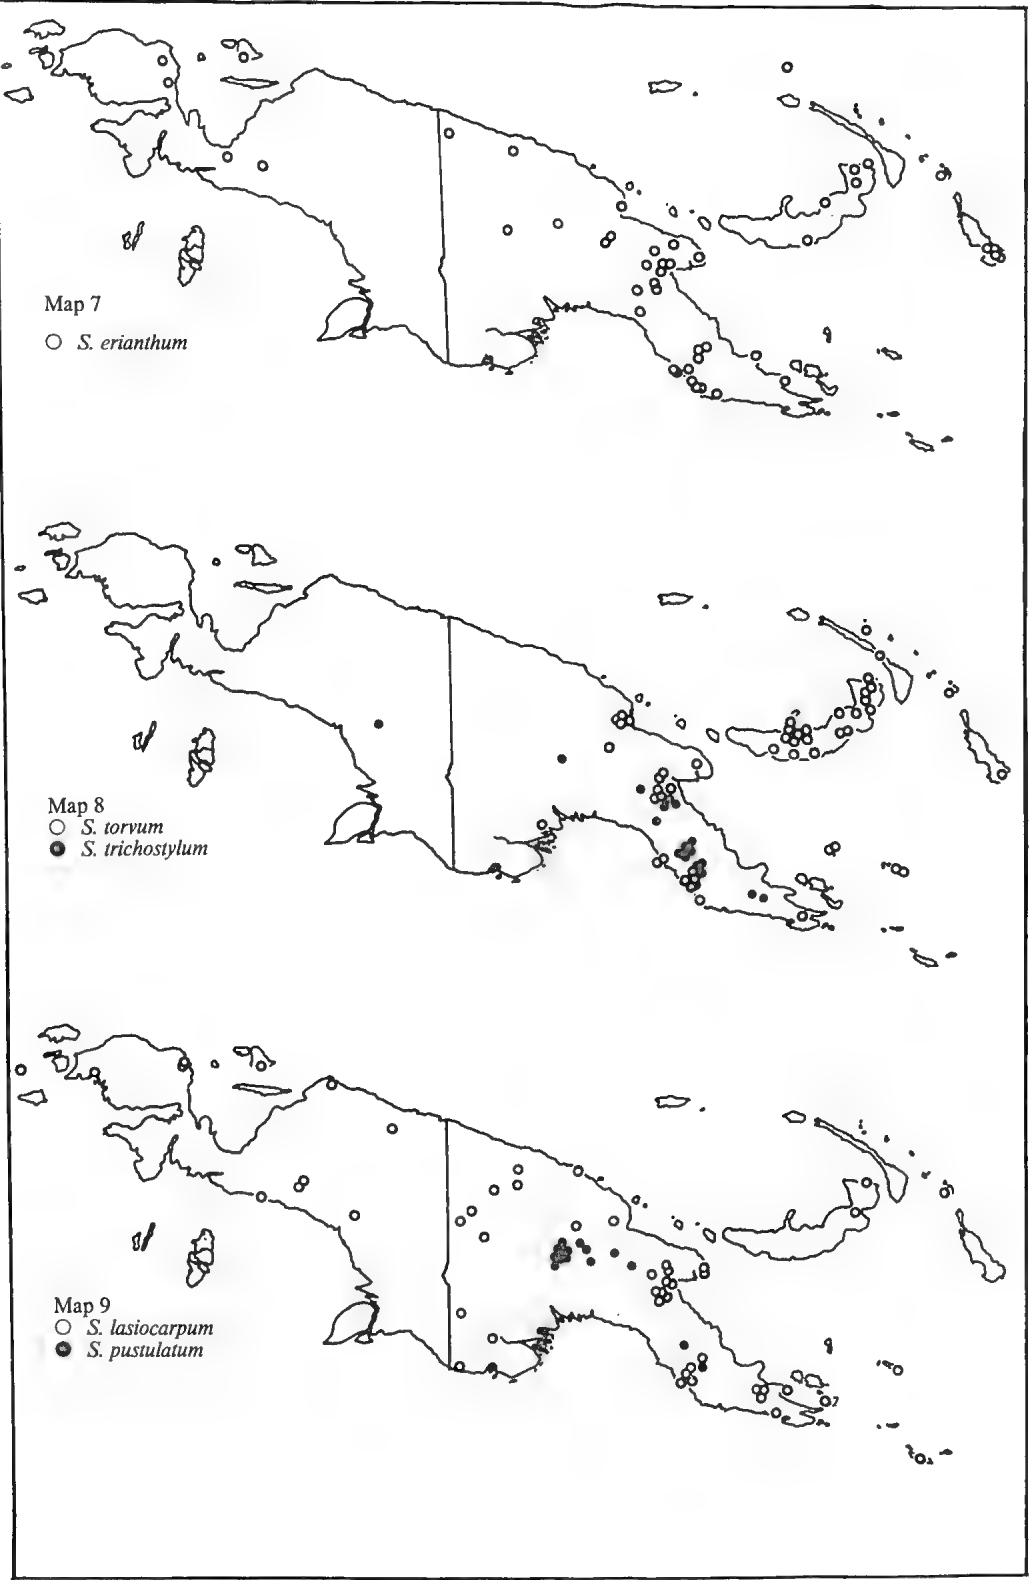 Map 7
S. erianthum
Map 8
S. torvum
S. trichostylum
Map 9
S. lasiocarpum
S. pustulatum